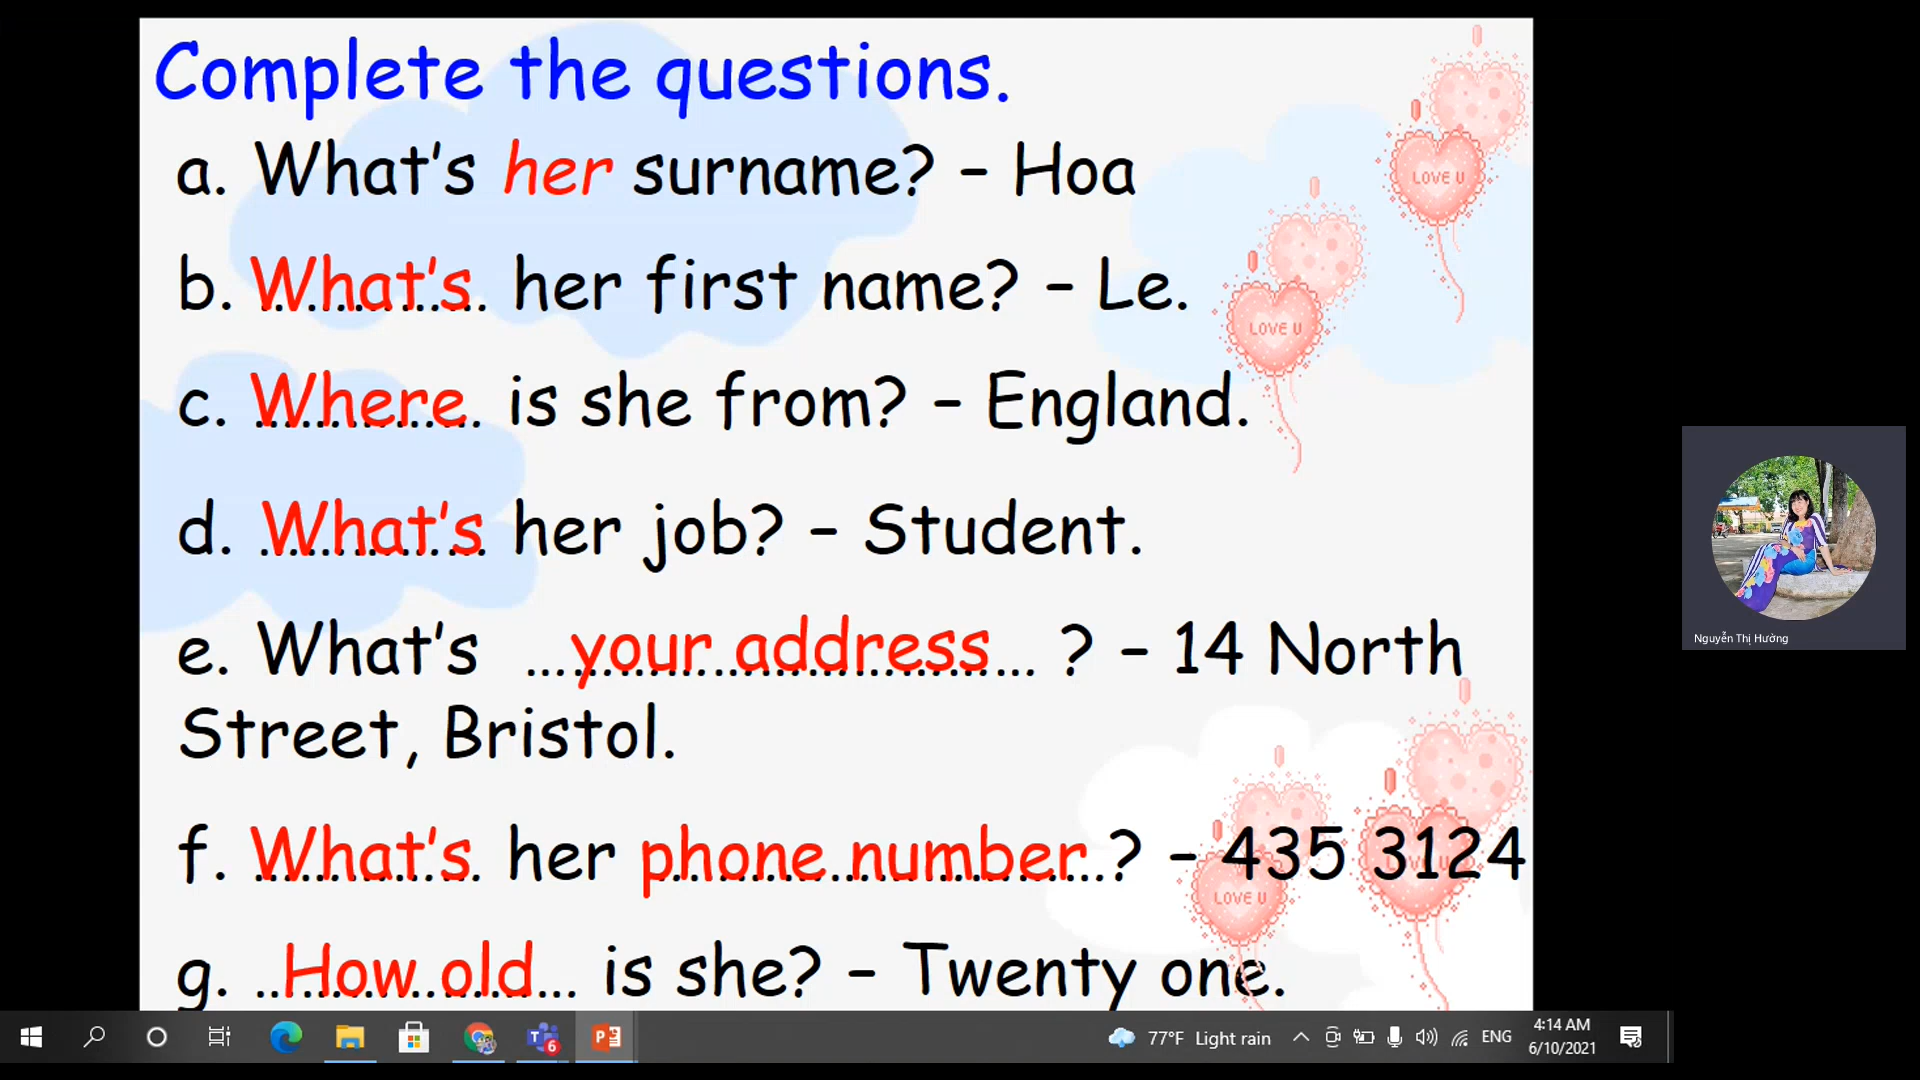 Complete the questions.
a. What's her surname? – Hoa
b. What's her first name? – Le.
c. Where is she from? – England.
d. What's her job? – Student.
e. What's your address ? – 14 North
Street, Bristol.
f. What's her phone number ? – 435 3124
g. How old is she? – Twenty one.
LOVE U
LOVE U
LOVE U
Nguyễn Thị Hường
6
77°F Light rain
ENG
4:14 AM
6/10/2021